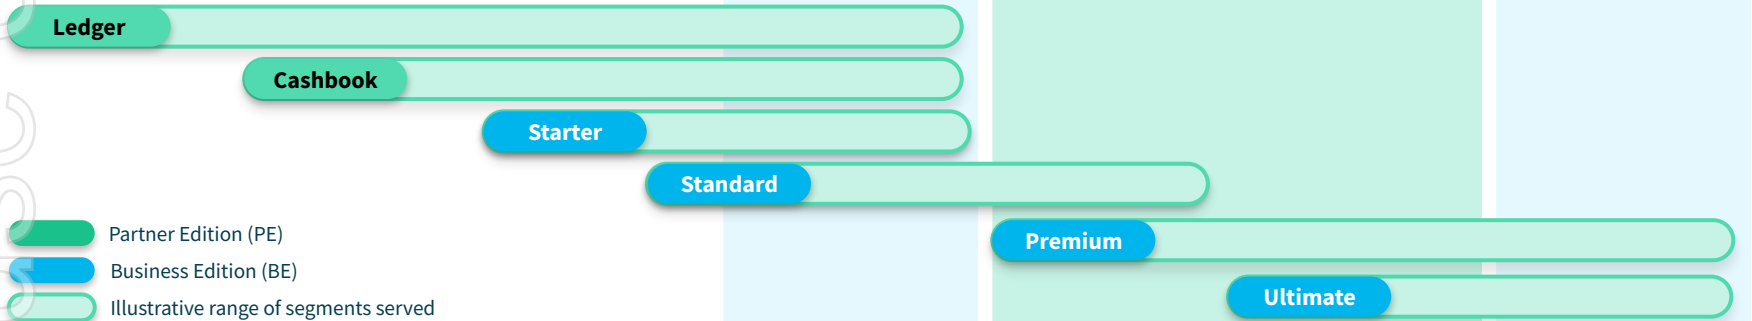 Ledger
Cashbook
Starter
Standard
Partner Edition (PE)
Premium
Business Edition (BE)
Ultimate
Illustrative range of segments served